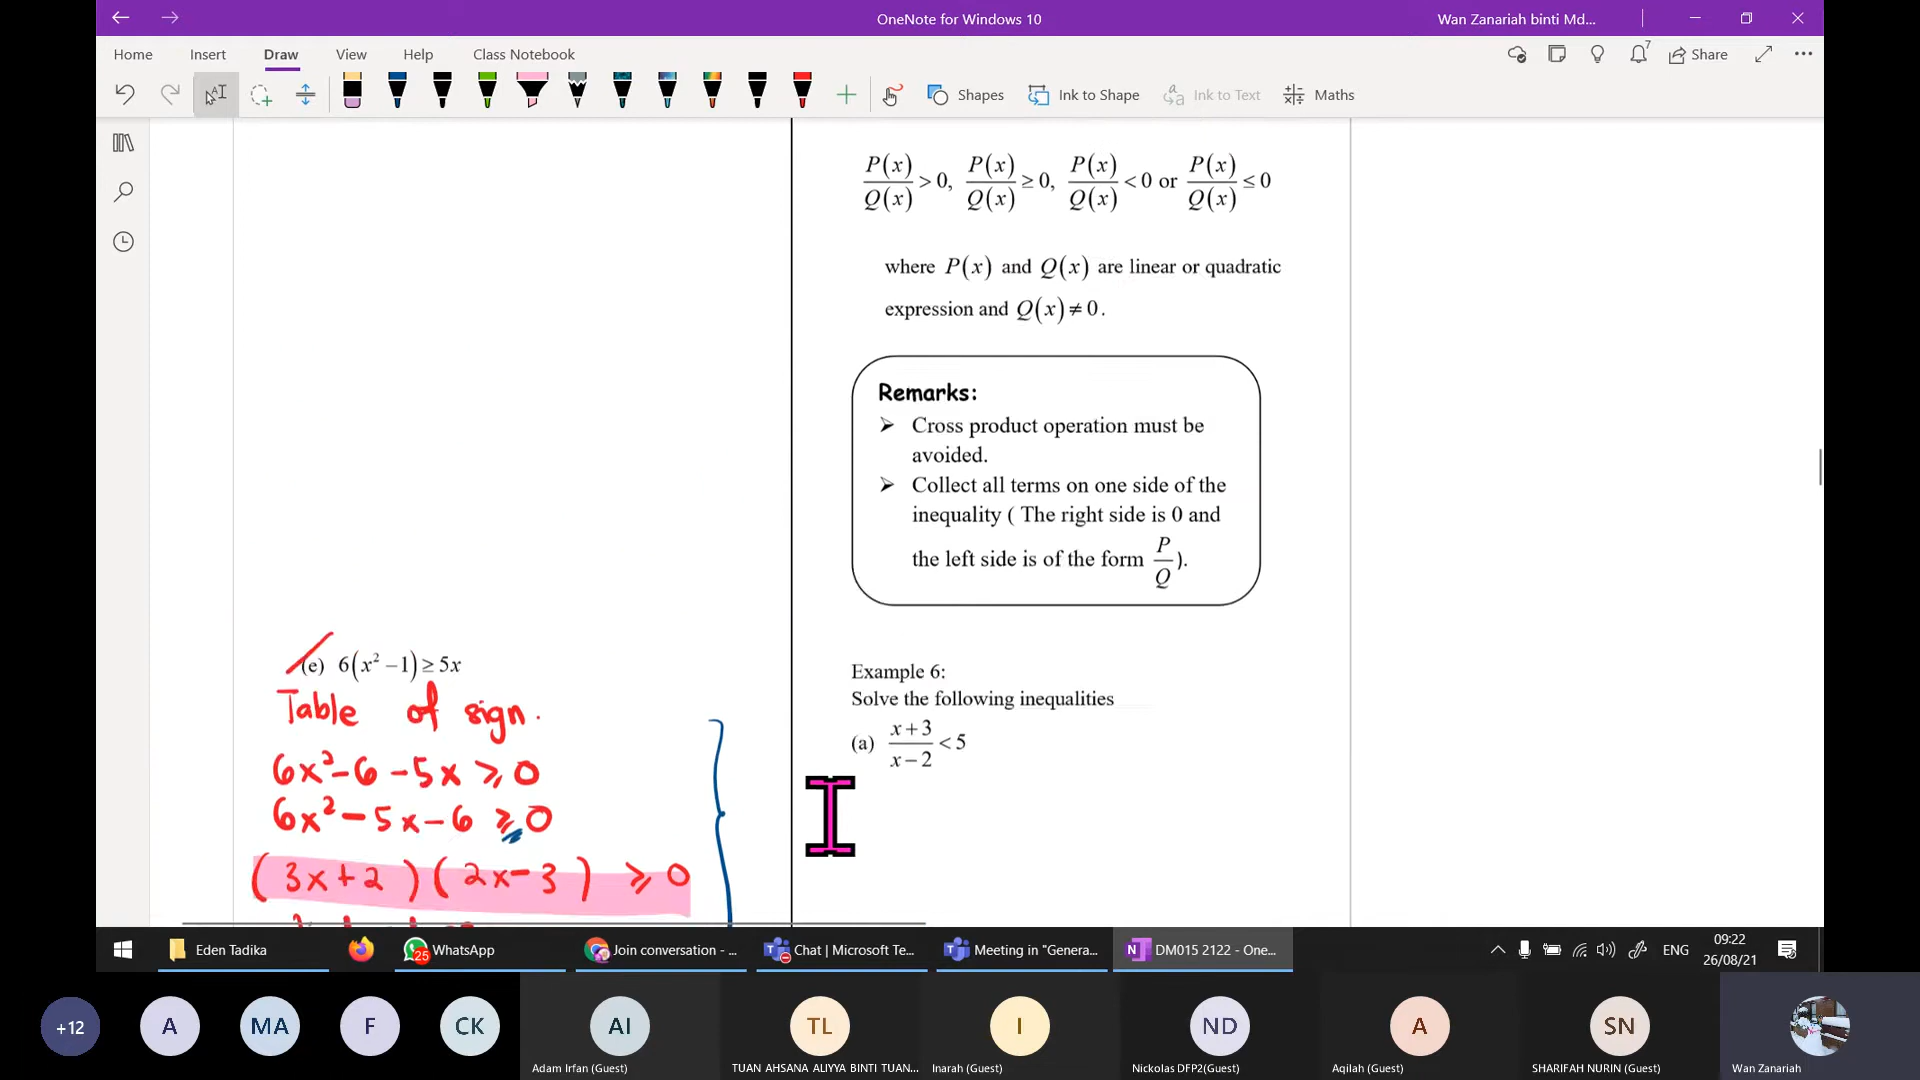 OneNote for Windows 10
Wan Zanariah binti Md...
Home Insert Draw View Help Class Notebook
7
Share
Shapes Ink to Shape Ink to Text Maths
P(x)/Q(x) > 0, P(x)/Q(x) ≥ 0, P(x)/Q(x) < 0 or P(x)/Q(x) ≤ 0
where P(x) and Q(x) are linear or quadratic
expression and Q(x) ≠ 0.
Remarks:
➢ Cross product operation must be
avoided.
➢ Collect all terms on one side of the
inequality ( The right side is 0 and
the left side is of the form P/Q).
(e) 6(x² − 1) ≥ 5x
Table of sign.
6x² − 6 − 5x ≥ 0
6x² − 5x − 6 ≥ 0
(3x + 2)(2x − 3) ≥ 0
Example 6:
Solve the following inequalities
(a) x + 3/x − 2 < 5
Eden Tadika
25
WhatsApp
Join conversation - ...
Chat | Microsoft Te...
Meeting in "Genera...
DM015 2122 - One...
ENG
09:22
26/08/21
+12 A MA F CK AI TL I ND A SN
Adam Irfan (Guest)
TUAN AHSANA ALIYYA BINTI TUAN...
Inarah (Guest)
Nickolas DFP2(Guest)
Aqilah (Guest)
SHARIFAH NURIN (Guest)
Wan Zanariah